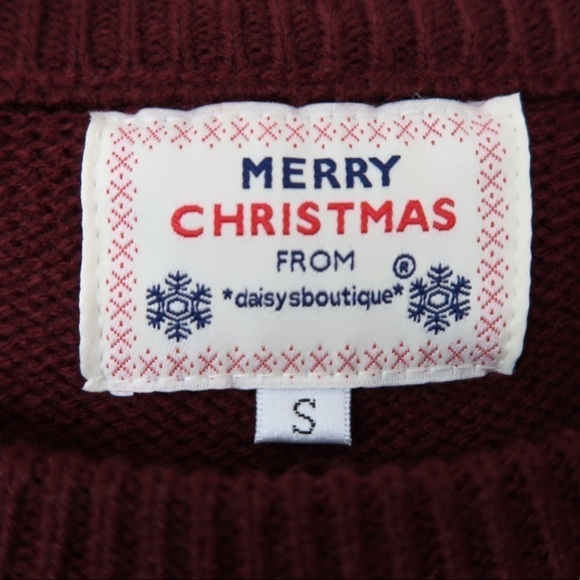 MERRY
CHRISTMAS
FROM
*daisysboutique*®
S